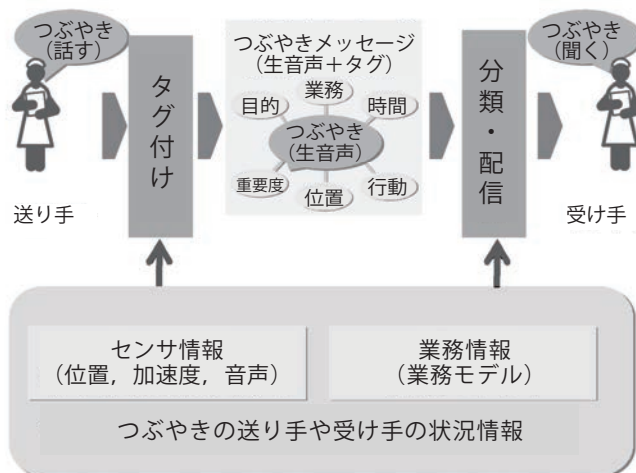 つぶやき
(話す)
送り手
タグ付け
つぶやきメッセージ
(生音声+タグ)
業務
目的
時間
つぶやき
(生音声)
重要度
位置
行動
分類・配信
つぶやき
(聞く)
受け手
センサ情報
(位置,加速度,音声)
業務情報
(業務モデル)
つぶやきの送り手や受け手の状況情報